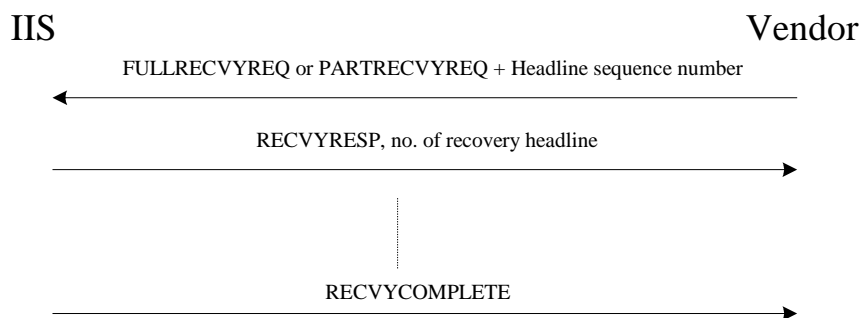 IIS Vendor
FULLRECVYREQ or PARTRECVYREQ + Headline sequence number
RECVYRESP, no. of recovery headline
RECVYCOMPLETE